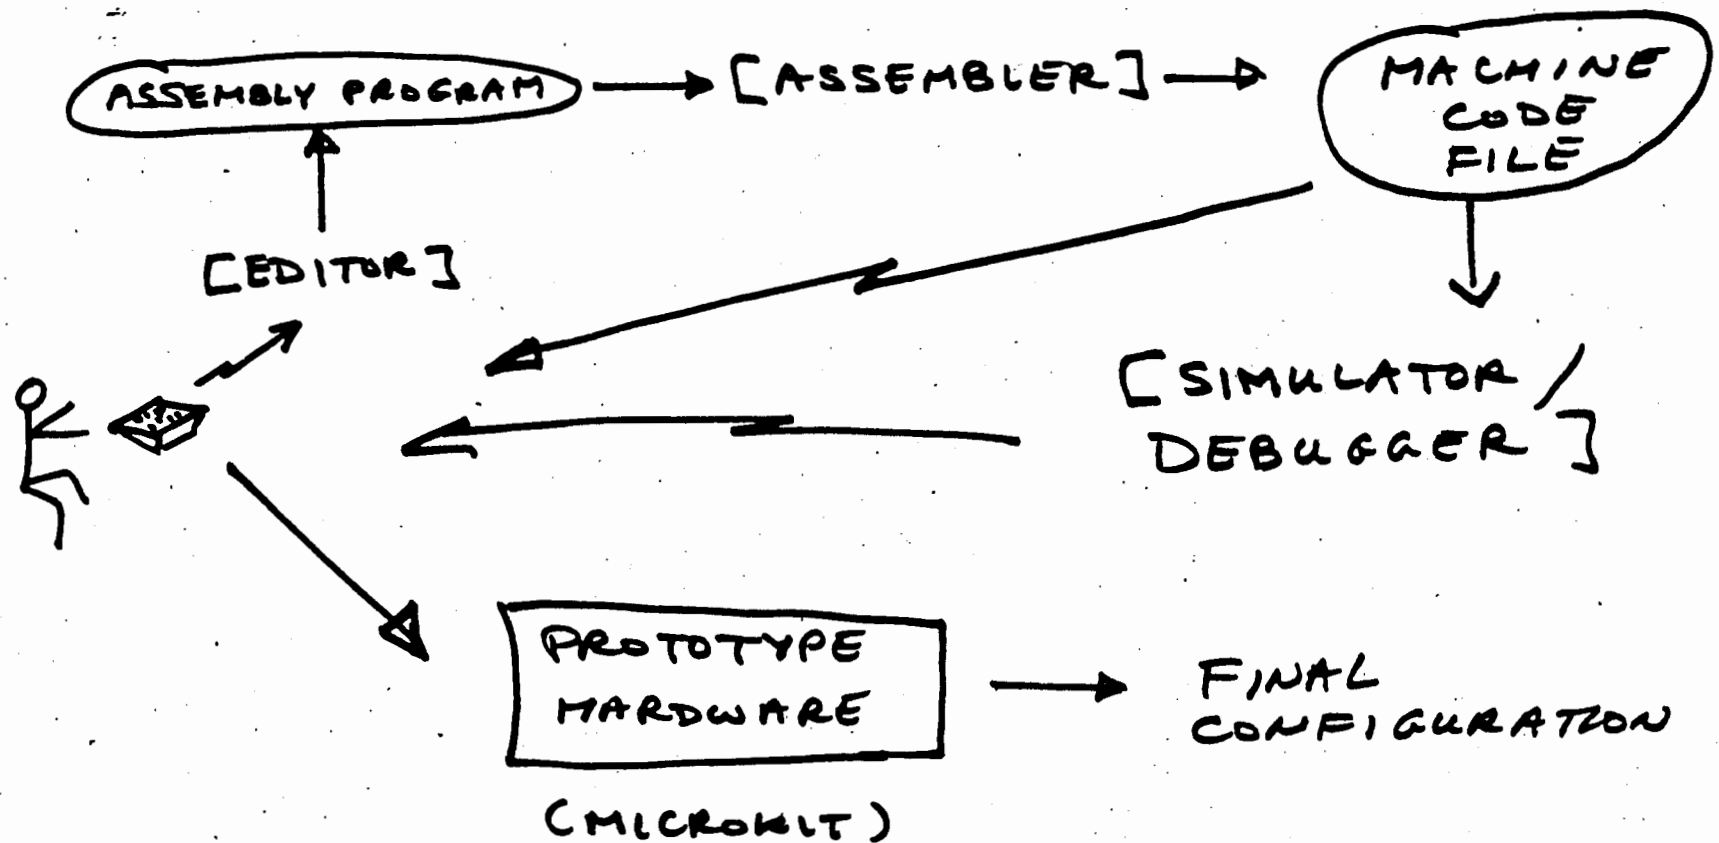 ASSEMBLY PROGRAM
[ASSEMBLER]
MACHINE
CODE
FILE
[EDITOR]
[SIMULATOR/
DEBUGGER]
PROTOTYPE
HARDWARE
(MICROKIT)
FINAL
CONFIGURATION